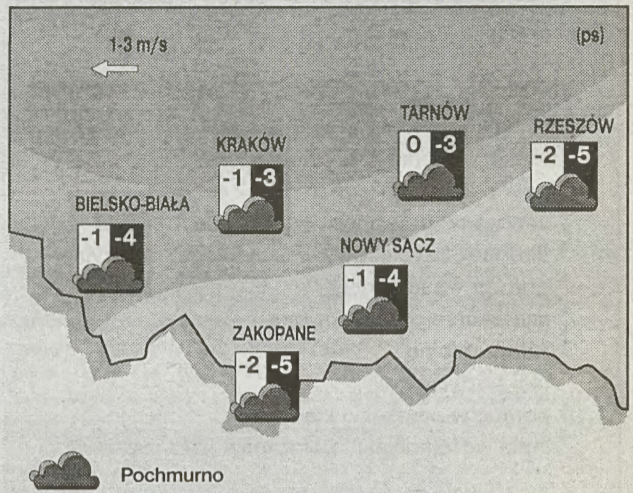 1-3 m/s
(ps)
TARNÓW
0 -3
RZESZÓW
-2 -5
KRAKÓW
-1 -3
BIELSKO-BIAŁA
-1 -4
NOWY SĄCZ
-1 -4
ZAKOPANE
-2 -5
Pochmurno